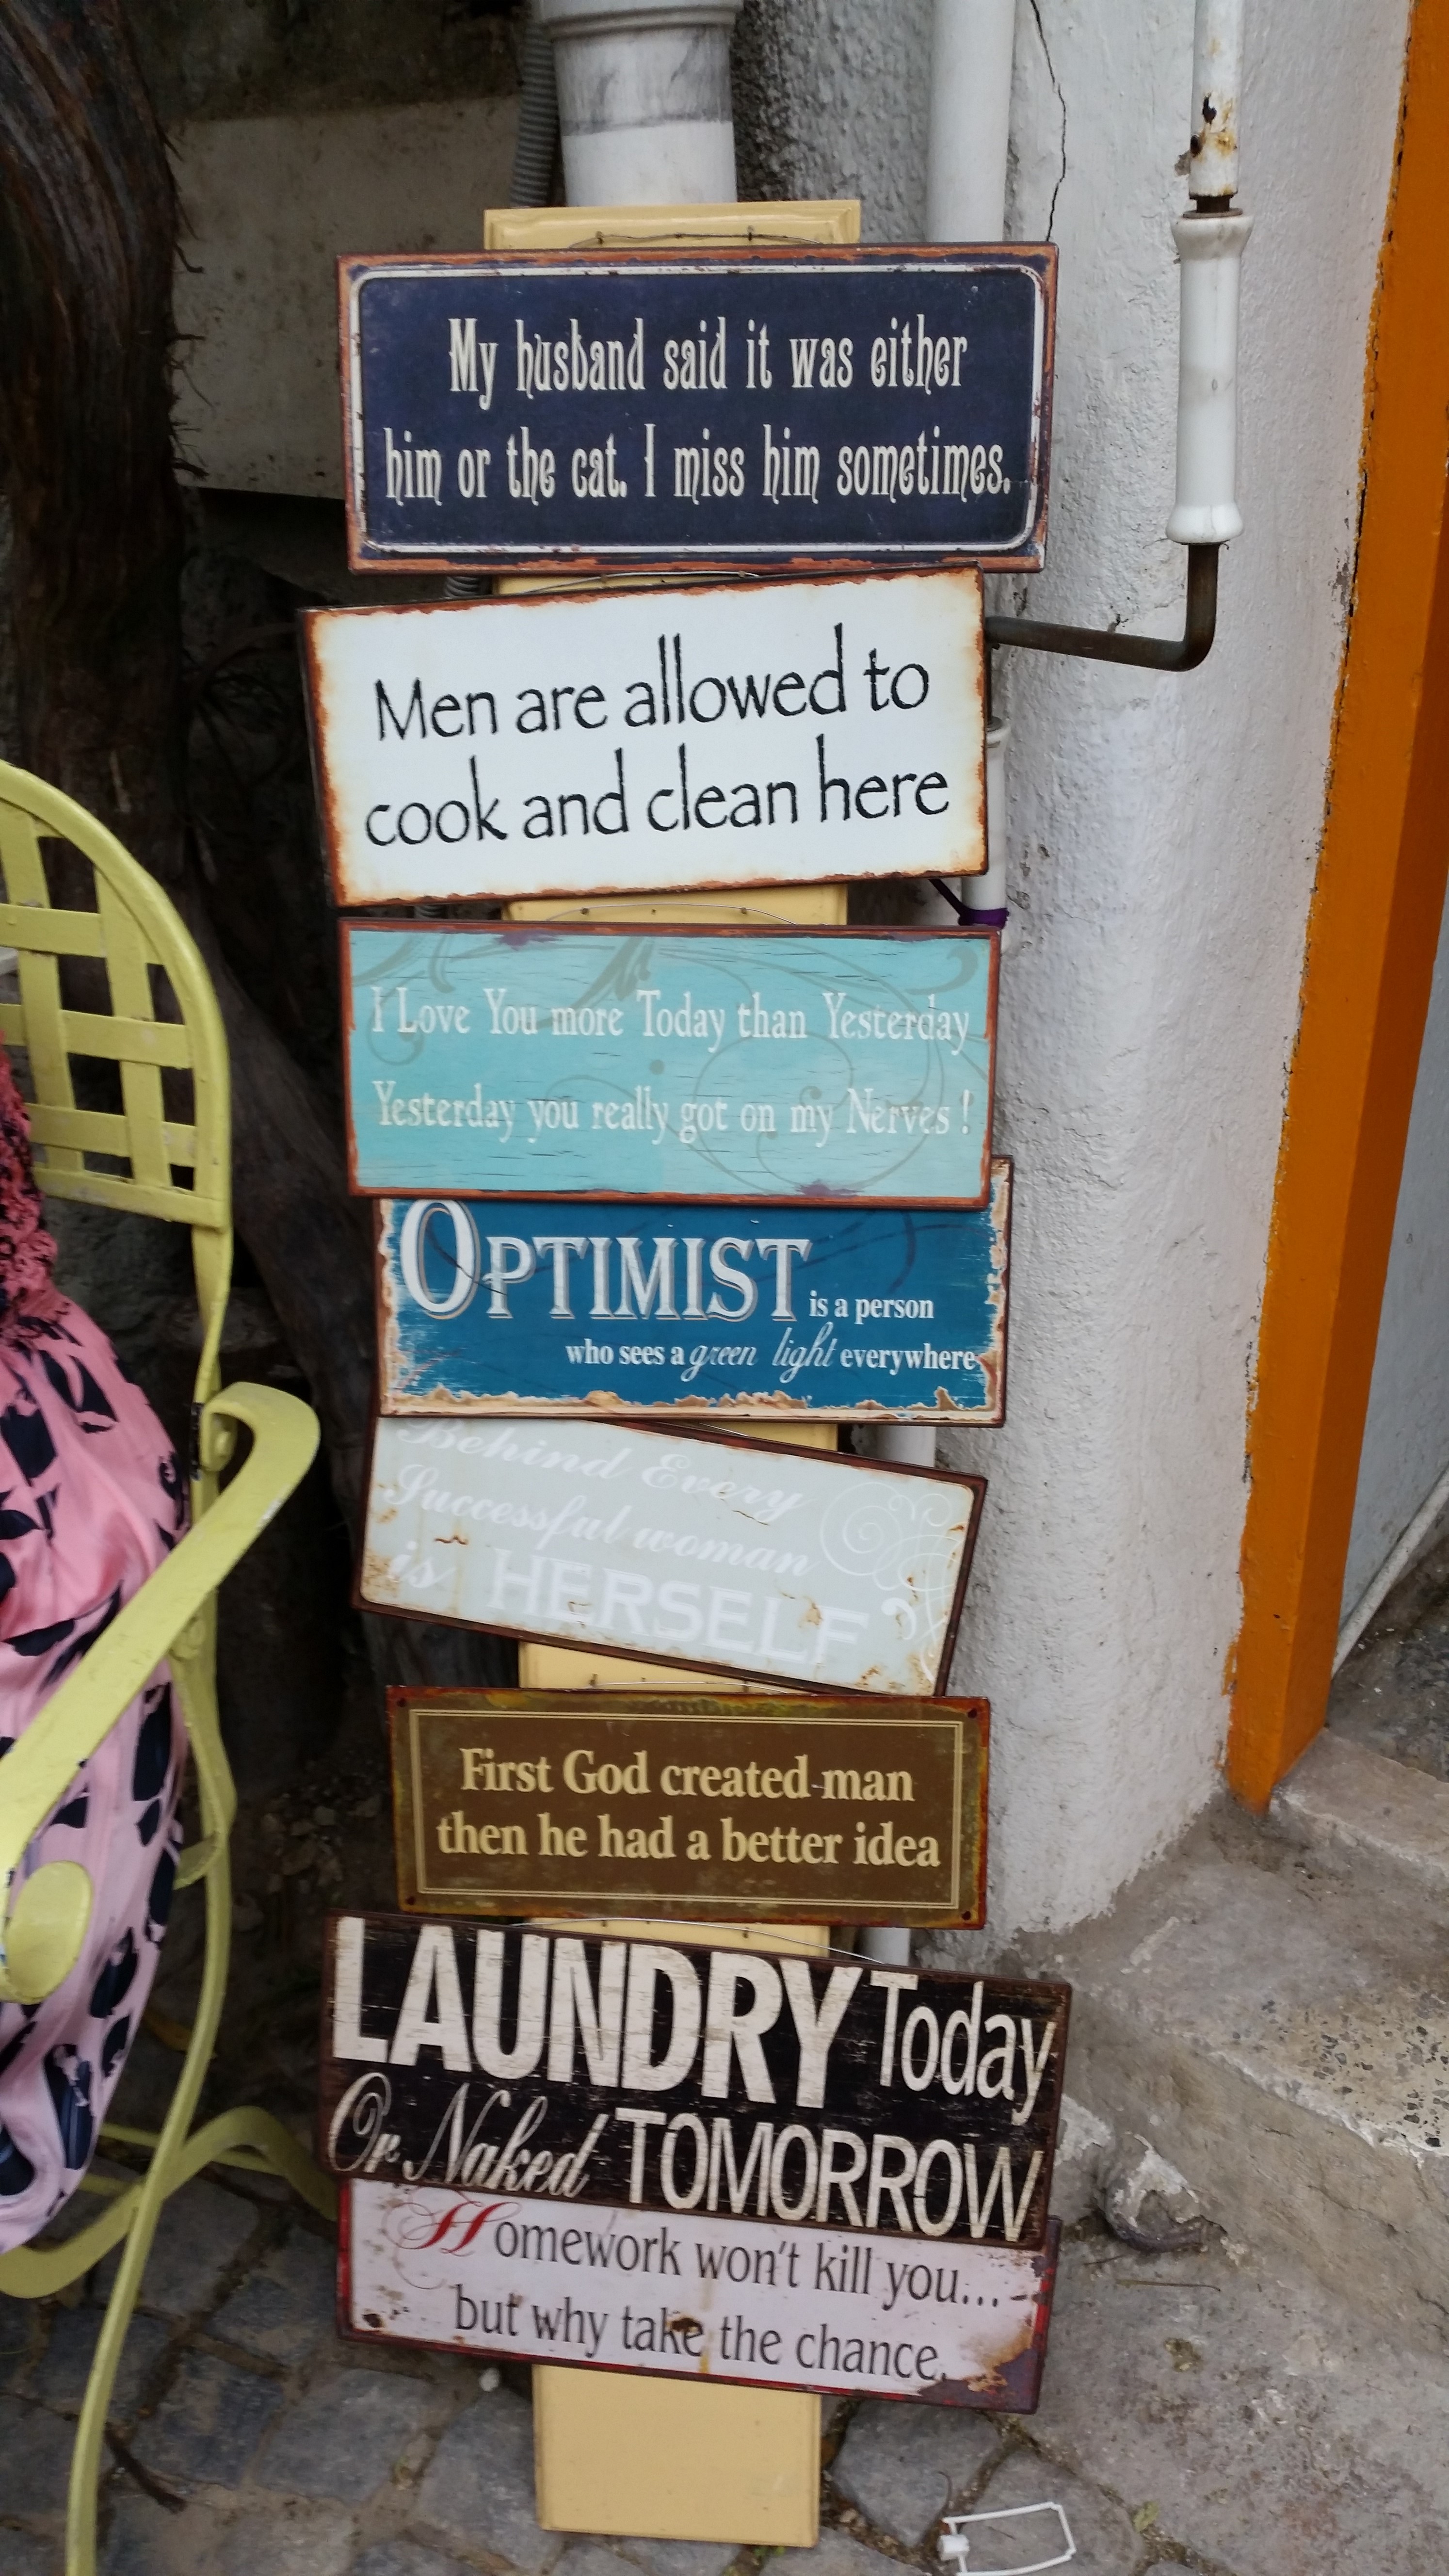 My husband said it was either
him or the cat. I miss him sometimes.
Men are allowed to
cook and clean here
I Love You more Today than Yesterday
Yesterday you really got on my Nerves !
OPTIMIST is a person
who sees a green light everywhere
Behind Every
Successful woman
is HERSELF
First God created man
then he had a better idea
LAUNDRY Today
Or Naked TOMORROW
Homework won't kill you...
but why take the chance.